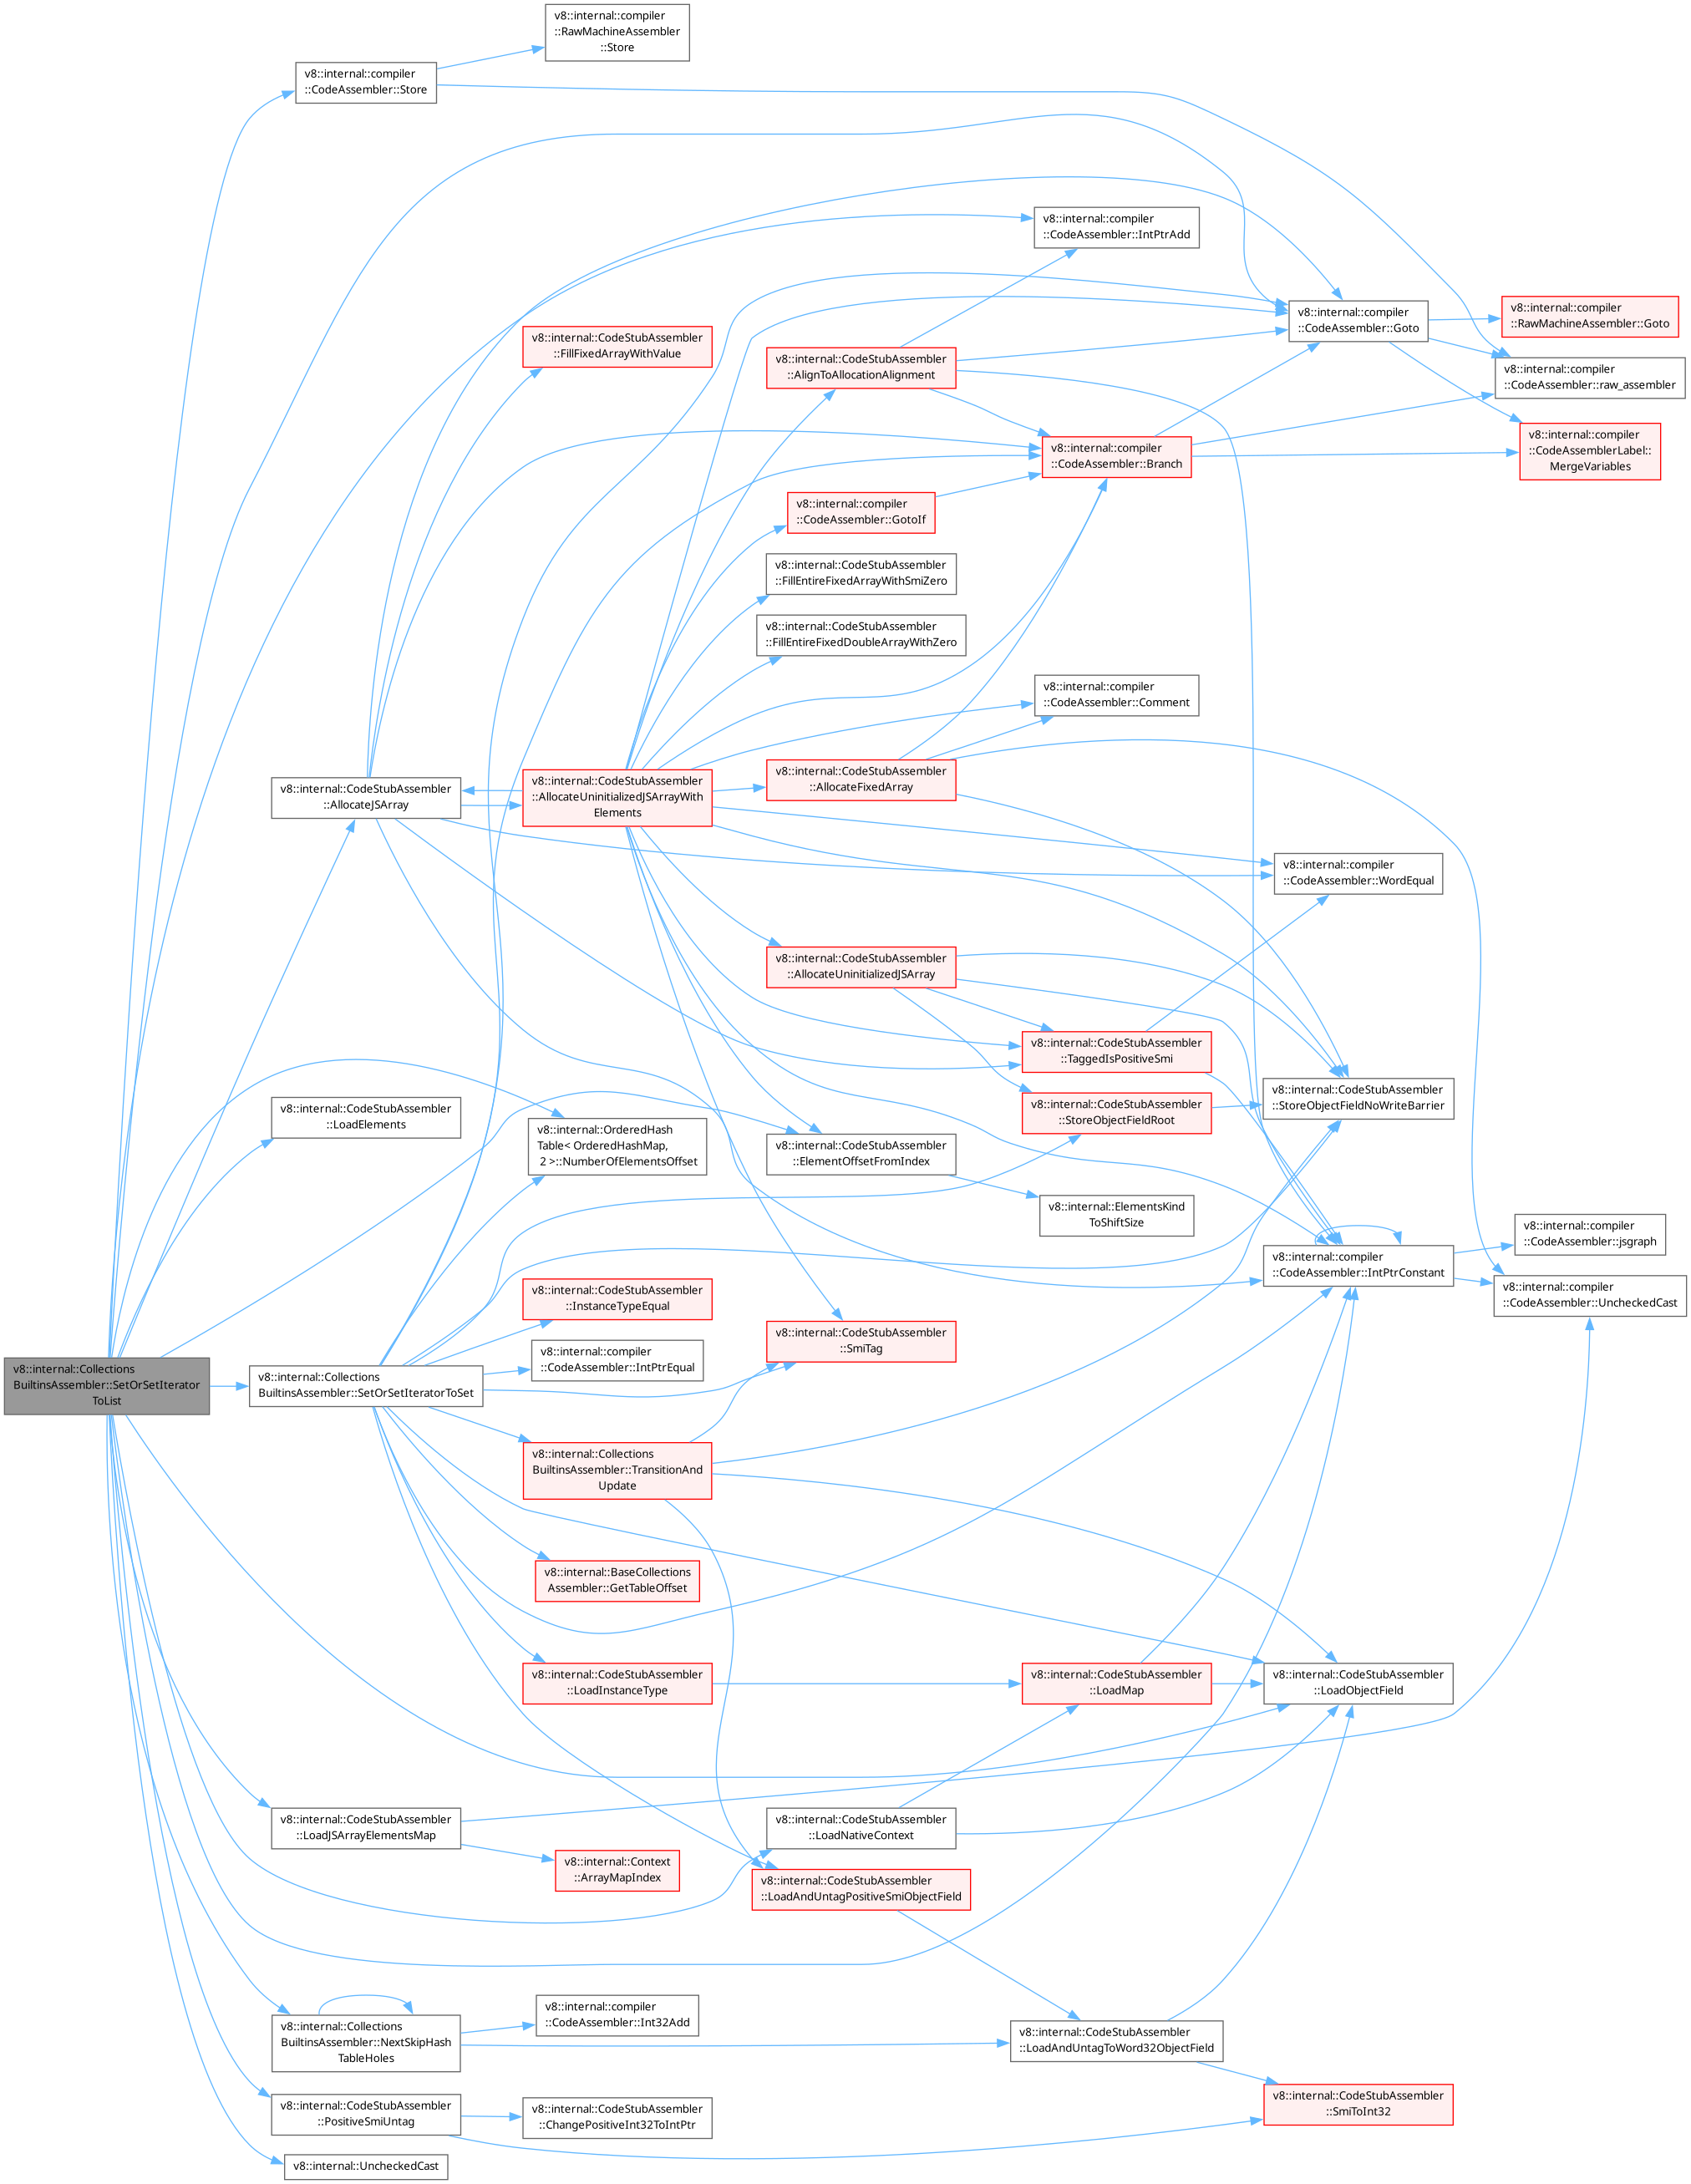 v8::internal::compiler
::RawMachineAssembler
::Store
v8::internal::compiler
::CodeAssembler::Store
v8::internal::compiler
::CodeAssembler::IntPtrAdd
v8::internal::compiler
::CodeAssembler::Goto
v8::internal::compiler
::RawMachineAssembler::Goto
v8::internal::CodeStubAssembler
::FillFixedArrayWithValue
v8::internal::CodeStubAssembler
::AlignToAllocationAlignment
v8::internal::compiler
::CodeAssembler::raw_assembler
v8::internal::compiler
::CodeAssembler::Branch
v8::internal::compiler
::CodeAssemblerLabel::
MergeVariables
v8::internal::compiler
::CodeAssembler::GotoIf
v8::internal::CodeStubAssembler
::FillEntireFixedArrayWithSmiZero
v8::internal::CodeStubAssembler
::FillEntireFixedDoubleArrayWithZero
v8::internal::compiler
::CodeAssembler::Comment
v8::internal::CodeStubAssembler
::AllocateJSArray
v8::internal::CodeStubAssembler
::AllocateUninitializedJSArrayWith
Elements
v8::internal::CodeStubAssembler
::AllocateFixedArray
v8::internal::compiler
::CodeAssembler::WordEqual
v8::internal::CodeStubAssembler
::AllocateUninitializedJSArray
v8::internal::CodeStubAssembler
::TaggedIsPositiveSmi
v8::internal::CodeStubAssembler
::StoreObjectFieldNoWriteBarrier
v8::internal::CodeStubAssembler
::StoreObjectFieldRoot
v8::internal::CodeStubAssembler
::LoadElements
v8::internal::OrderedHash
Table< OrderedHashMap,
2 >::NumberOfElementsOffset
v8::internal::CodeStubAssembler
::ElementOffsetFromIndex
v8::internal::ElementsKind
ToShiftSize
v8::internal::compiler
::CodeAssembler::jsgraph
v8::internal::compiler
::CodeAssembler::IntPtrConstant
v8::internal::compiler
::CodeAssembler::UncheckedCast
v8::internal::CodeStubAssembler
::InstanceTypeEqual
v8::internal::compiler
::CodeAssembler::IntPtrEqual
v8::internal::CodeStubAssembler
::SmiTag
v8::internal::Collections
BuiltinsAssembler::SetOrSetIterator
ToList
v8::internal::Collections
BuiltinsAssembler::SetOrSetIteratorToSet
v8::internal::Collections
BuiltinsAssembler::TransitionAnd
Update
v8::internal::BaseCollections
Assembler::GetTableOffset
v8::internal::CodeStubAssembler
::LoadInstanceType
v8::internal::CodeStubAssembler
::LoadMap
v8::internal::CodeStubAssembler
::LoadObjectField
v8::internal::CodeStubAssembler
::LoadJSArrayElementsMap
v8::internal::CodeStubAssembler
::LoadNativeContext
v8::internal::Context
::ArrayMapIndex
v8::internal::CodeStubAssembler
::LoadAndUntagPositiveSmiObjectField
v8::internal::Collections
BuiltinsAssembler::NextSkipHash
TableHoles
v8::internal::compiler
::CodeAssembler::Int32Add
v8::internal::CodeStubAssembler
::LoadAndUntagToWord32ObjectField
v8::internal::CodeStubAssembler
::SmiToInt32
v8::internal::CodeStubAssembler
::PositiveSmiUntag
v8::internal::CodeStubAssembler
::ChangePositiveInt32ToIntPtr
v8::internal::UncheckedCast